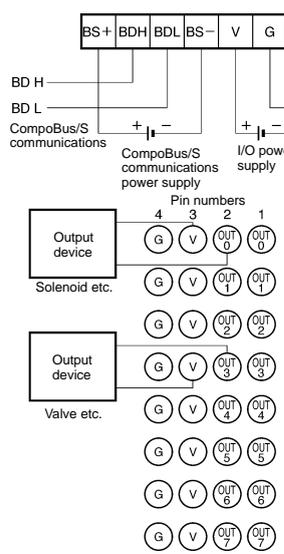 BS+ BDH BDL BS− V G
BD H
BD L
CompoBus/S
communications
+ −
CompoBus/S
communications
power supply
+ −
I/O pow
supply
Pin numbers
4 3 2 1
Output
device
Solenoid etc.
G V OUT 0 OUT 0
G V OUT 1 OUT 1
G V OUT 2 OUT 2
Output
device
Valve etc.
G V OUT 3 OUT 3
G V OUT 4 OUT 4
G V OUT 5 OUT 5
G V OUT 6 OUT 6
G V OUT 7 OUT 7